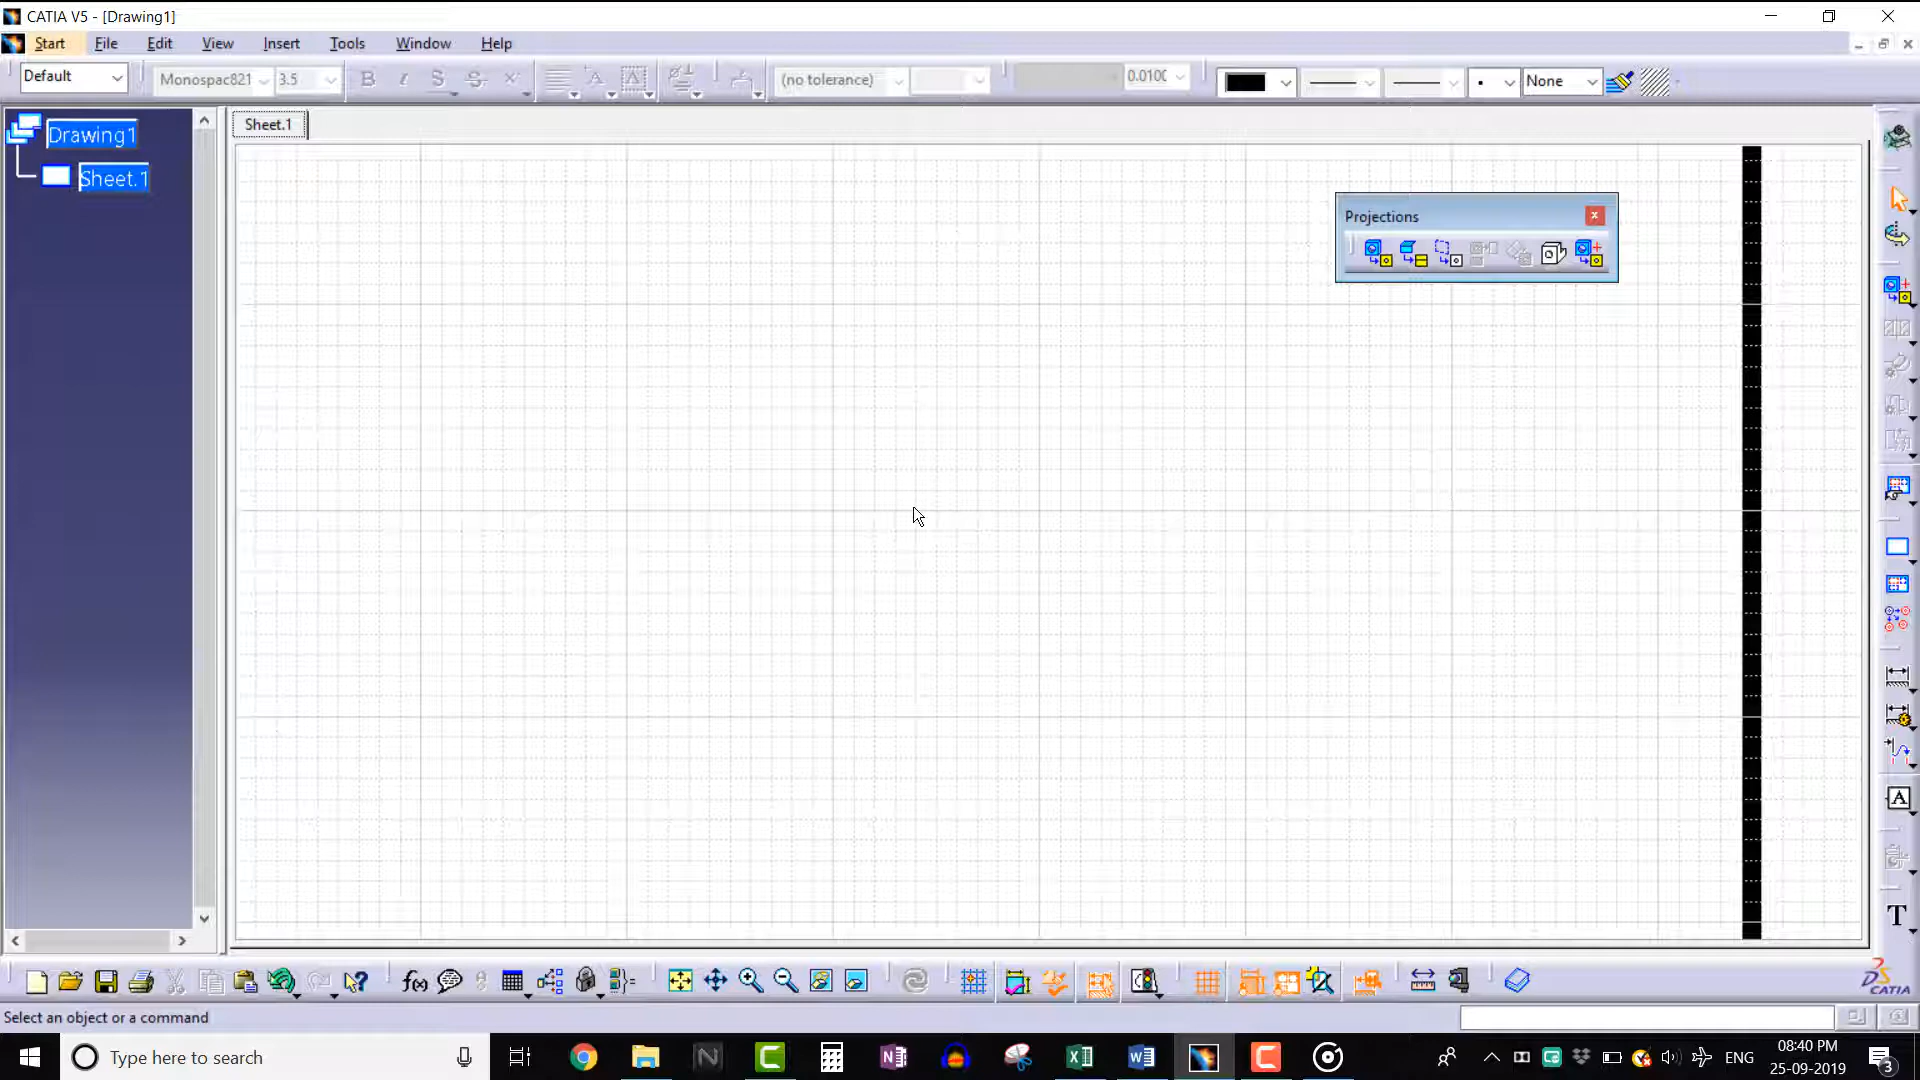 CATIA V5 - [Drawing1]
Start File Edit View Insert Tools Window Help
Default Monospac821 3.5 B S (no tolerance) 0.010 None
Drawing1
Sheet.1
Sheet.1
Projections
A
T
f(x)
CATIA
Select an object or a command
Type here to search
ENG
08:40 PM
25-09-2019
3